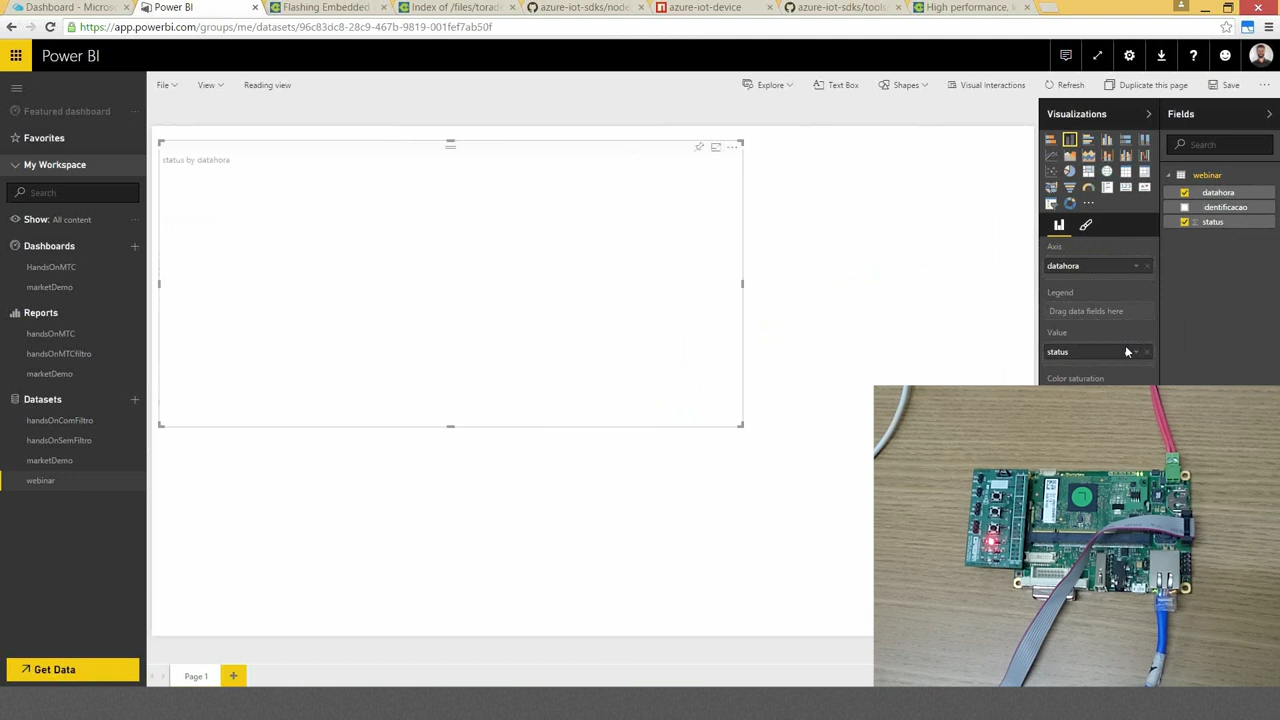 Dashboard - Micros
Power BI
Flashing Embedded
Index of /files/torade
azure-iot-sdks/node
azure-iot-device
azure-iot-sdks/tools
High performance, l
https://app.powerbi.com/groups/me/datasets/96c83dc8-28c9-467b-9819-001fef7ab50f
Power BI
File
View
Reading view
Explore
Text Box
Shapes
Visual Interactions
Refresh
Duplicate this page
Save
Featured dashboard
Favorites
My Workspace
Search
Show: All content
Dashboards
HandsOnMTC
marketDemo
Reports
handsOnMTC
handsOnMTCfiltro
marketDemo
Datasets
handsOnComFiltro
handsOnSemFiltro
marketDemo
webinar
Get Data
status by datahora
Page 1
Visualizations
Axis
datahora
Legend
Drag data fields here
Value
status
Color saturation
Fields
Search
webinar
datahora
identificacao
status